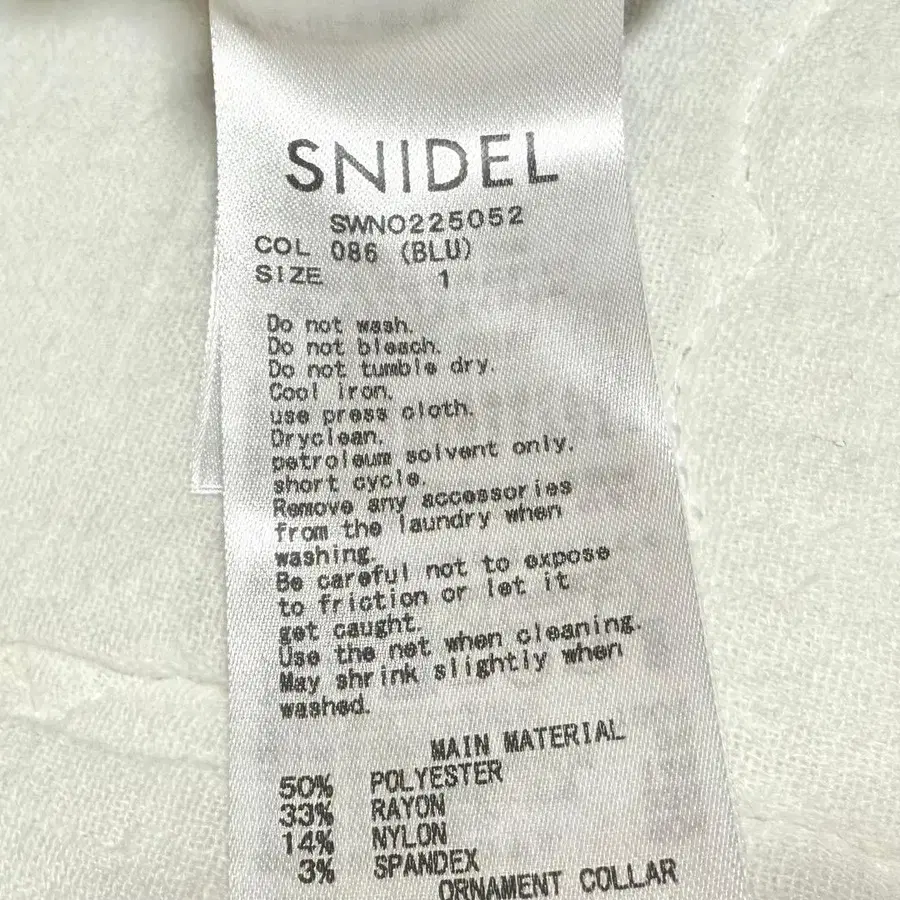 SNIDEL
SWNO225052
COL 086 (BLU)
SIZE 1
Do not wash.
Do not bleach.
Do not tumble dry.
Cool iron.
use press cloth.
Dryclean.
petroleum solvent only.
short cycle.
Remove any accessories
from the laundry when
washing.
Be careful not to expose
to friction or let it
get caught.
Use the net when cleaning.
May shrink slightly when
washed.
MAIN MATERIAL
50% POLYESTER
33% RAYON
14% NYLON
3% SPANDEX
ORNAMENT COLLAR